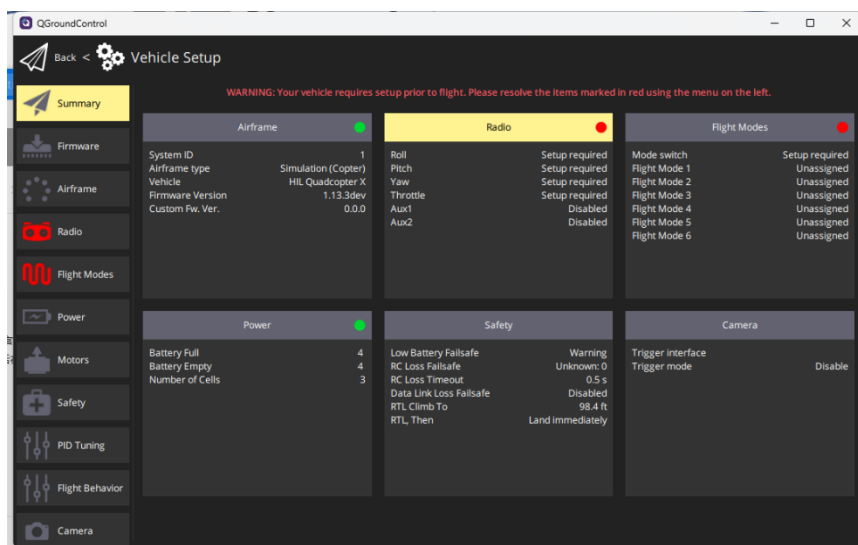 QGroundControl
Back < Vehicle Setup
WARNING: Your vehicle requires setup prior to flight. Please resolve the items marked in red using the menu on the left.
Summary
Firmware
Airframe
Radio
Flight Modes
Power
Motors
Safety
PID Tuning
Flight Behavior
Camera
Airframe
System ID 1
Airframe type Simulation (Copter)
Vehicle HIL Quadcopter X
Firmware Version 1.13.3dev
Custom Fw. Ver. 0.0.0
Radio
Roll Setup required
Pitch Setup required
Yaw Setup required
Throttle Setup required
Aux1 Disabled
Aux2 Disabled
Flight Modes
Mode switch Setup required
Flight Mode 1 Unassigned
Flight Mode 2 Unassigned
Flight Mode 3 Unassigned
Flight Mode 4 Unassigned
Flight Mode 5 Unassigned
Flight Mode 6 Unassigned
Power
Battery Full 4
Battery Empty 4
Number of Cells 3
Safety
Low Battery Failsafe Warning
RC Loss Failsafe Unknown: 0
RC Loss Timeout 0.5 s
Data Link Loss Failsafe Disabled
RTL Climb To 98.4 ft
RTL, Then Land immediately
Camera
Trigger interface
Trigger mode Disable